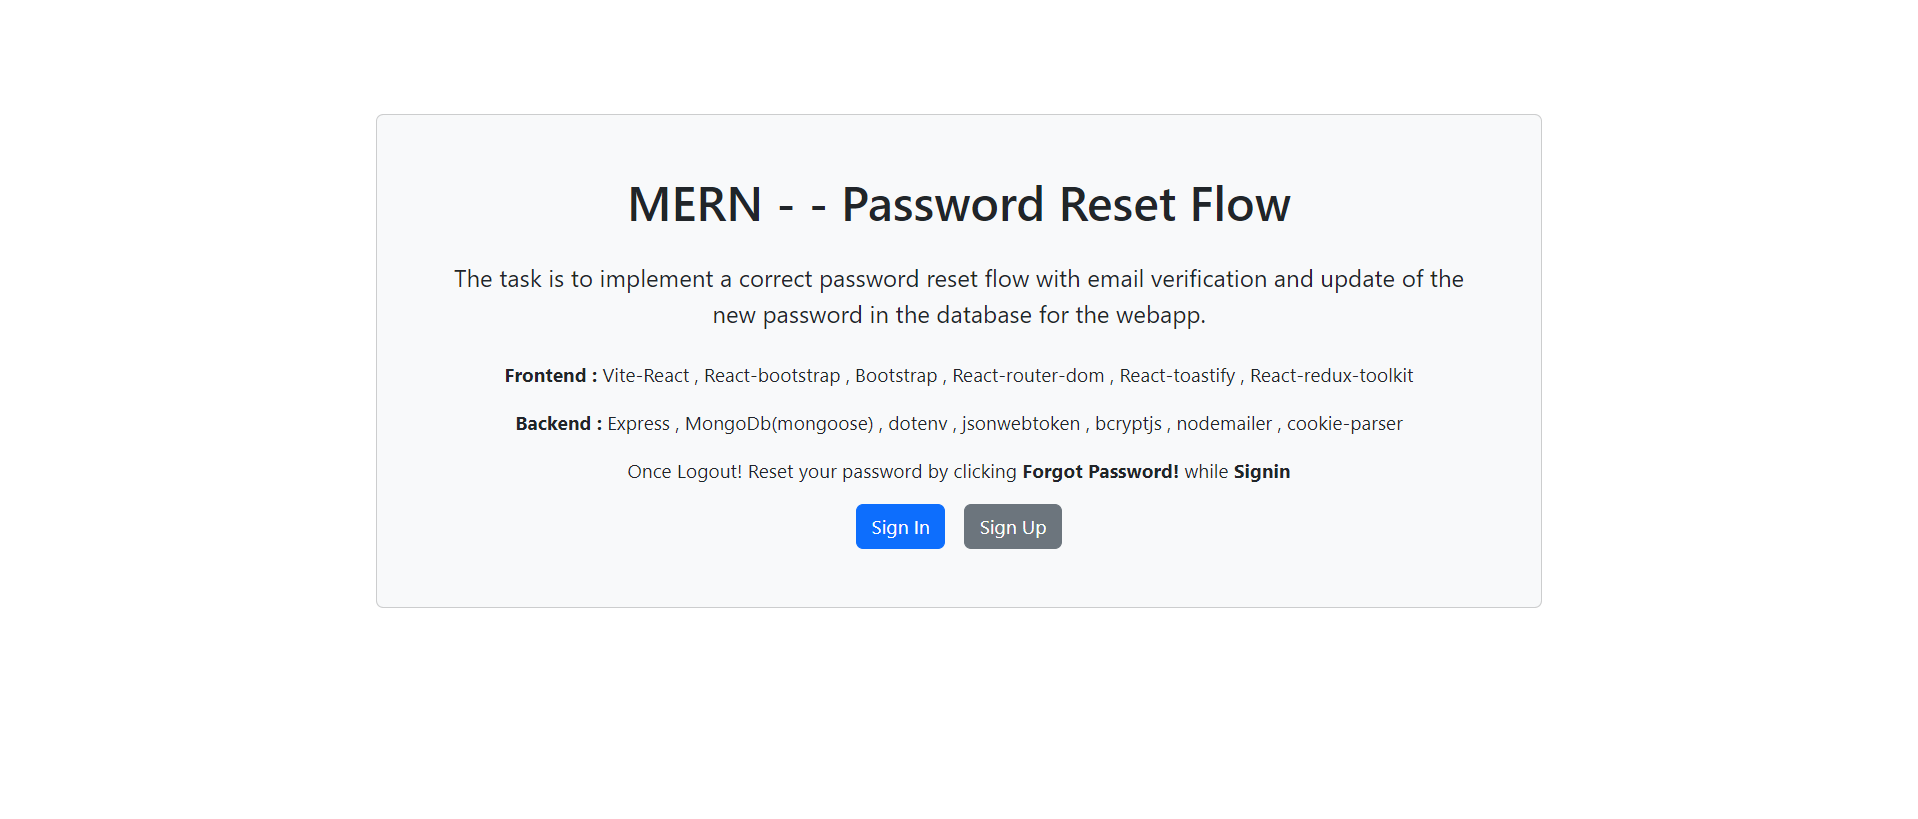 MERN - - Password Reset Flow
The task is to implement a correct password reset flow with email verification and update of the
new password in the database for the webapp.
Frontend : Vite-React , React-bootstrap , Bootstrap , React-router-dom , React-toastify , React-redux-toolkit
Backend : Express , MongoDb(mongoose) , dotenv , jsonwebtoken , bcryptjs , nodemailer , cookie-parser
Once Logout! Reset your password by clicking Forgot Password! while Signin
Sign In Sign Up